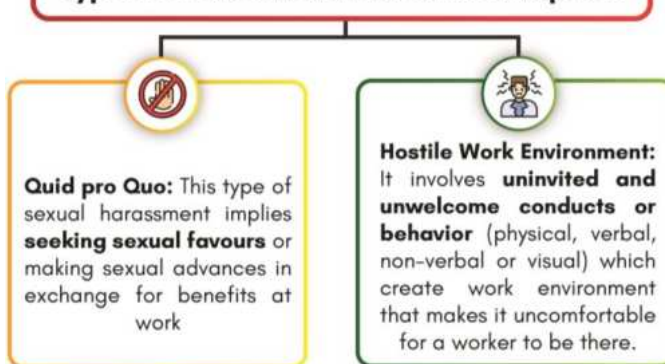 Quid pro Quo: This type of
sexual harassment implies
seeking sexual favours or
making sexual advances in
exchange for benefits at
work
Hostile Work Environment:
It involves uninvited and
unwelcome conducts or
behavior (physical, verbal,
non-verbal or visual) which
create work environment
that makes it uncomfortable
for a worker to be there.